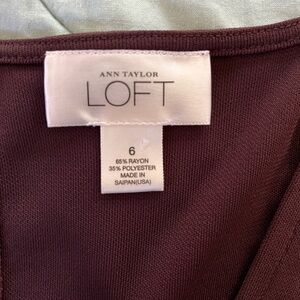 ANN TAYLOR
LOFT
6
65% RAYON
35% POLYESTER
MADE IN
SAIPAN(USA)